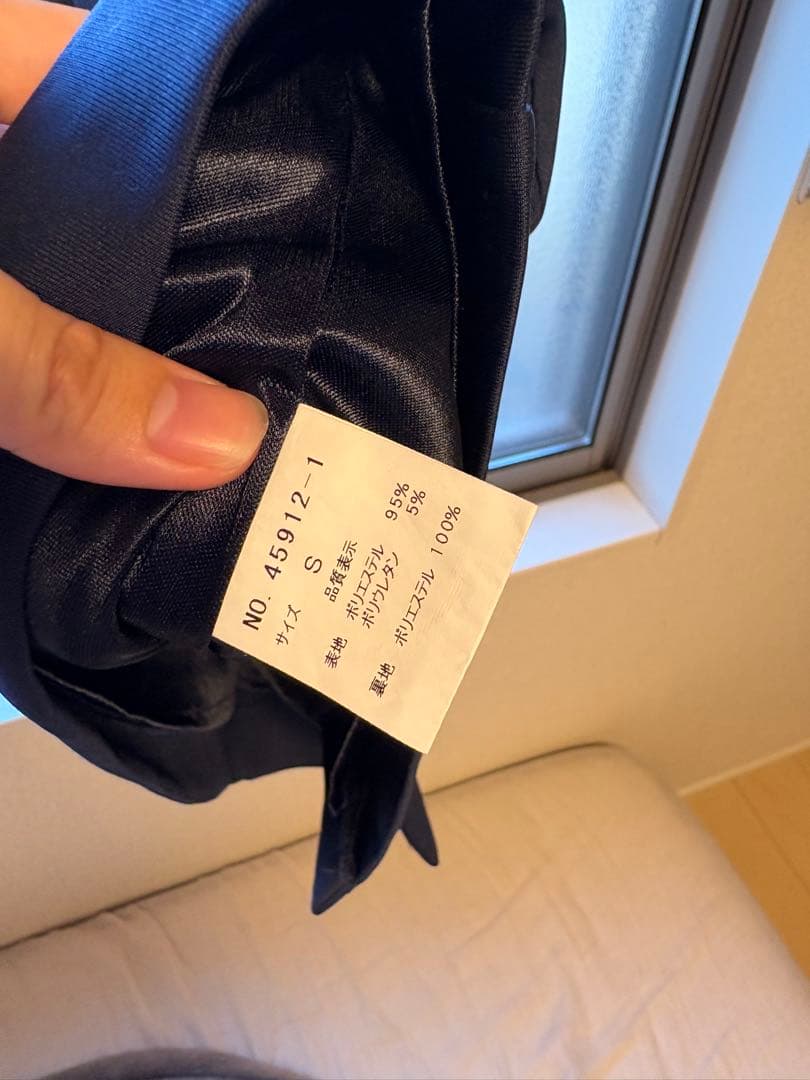 NO. 45912-1
サイズ S
品質表示
表地 ポリエステル 95%
ポリウレタン 5%
裏地 ポリエステル 100%